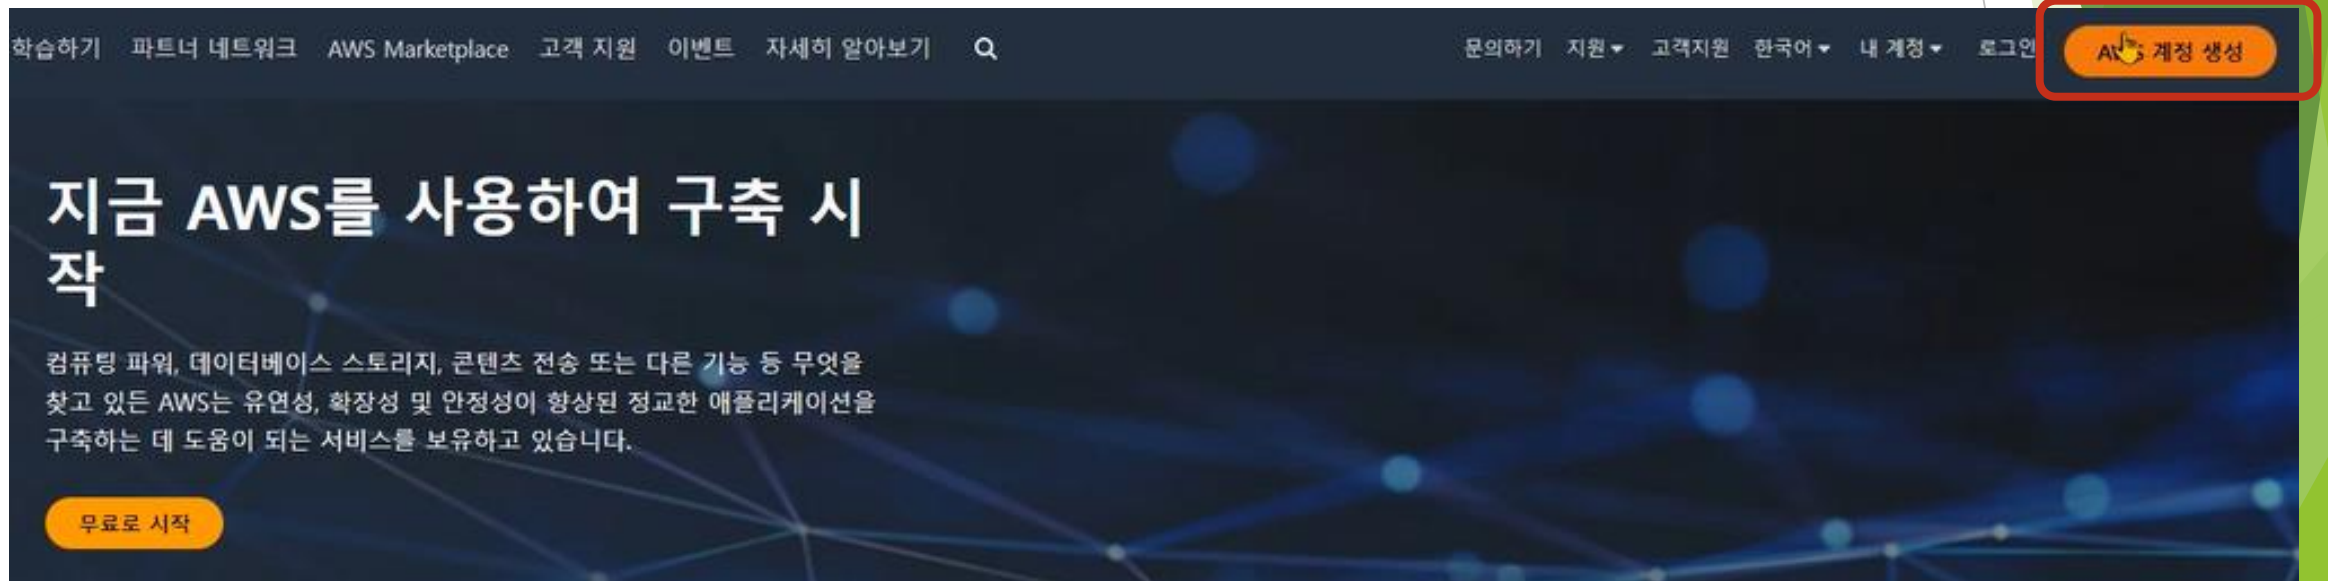 학습하기 파트너 네트워크 AWS Marketplace 고객 지원 이벤트 자세히 알아보기 문의하기 지원 고객지원 한국어 내 계정 로그인 계정 생성
지금 AWS를 사용하여 구축 시
작
컴퓨팅 파워, 데이터베이스 스토리지, 콘텐츠 전송 또는 다른 기능 등 무엇을
찾고 있든 AWS는 유연성, 확장성 및 안정성이 향상된 정교한 애플리케이션을
구축하는 데 도움이 되는 서비스를 보유하고 있습니다.
무료로 시작